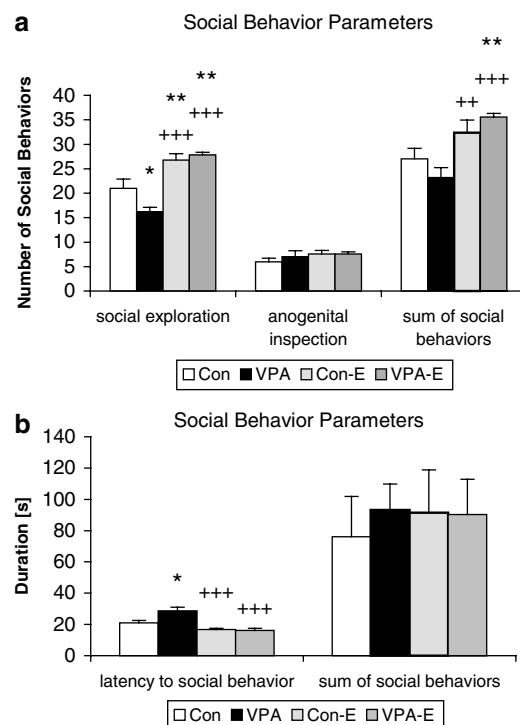 a
Social Behavior Parameters
Number of Social Behaviors
40
35
30
25
20
15
10
5
0
*
**
+++
**
+++
++
**
+++
social exploration
anogenital
inspection
sum of social
behaviors
Con VPA Con-E VPA-E
b
Social Behavior Parameters
Duration [s]
140
120
100
80
60
40
20
0
*
+++
+++
latency to social behavior
sum of social behaviors
Con VPA Con-E VPA-E